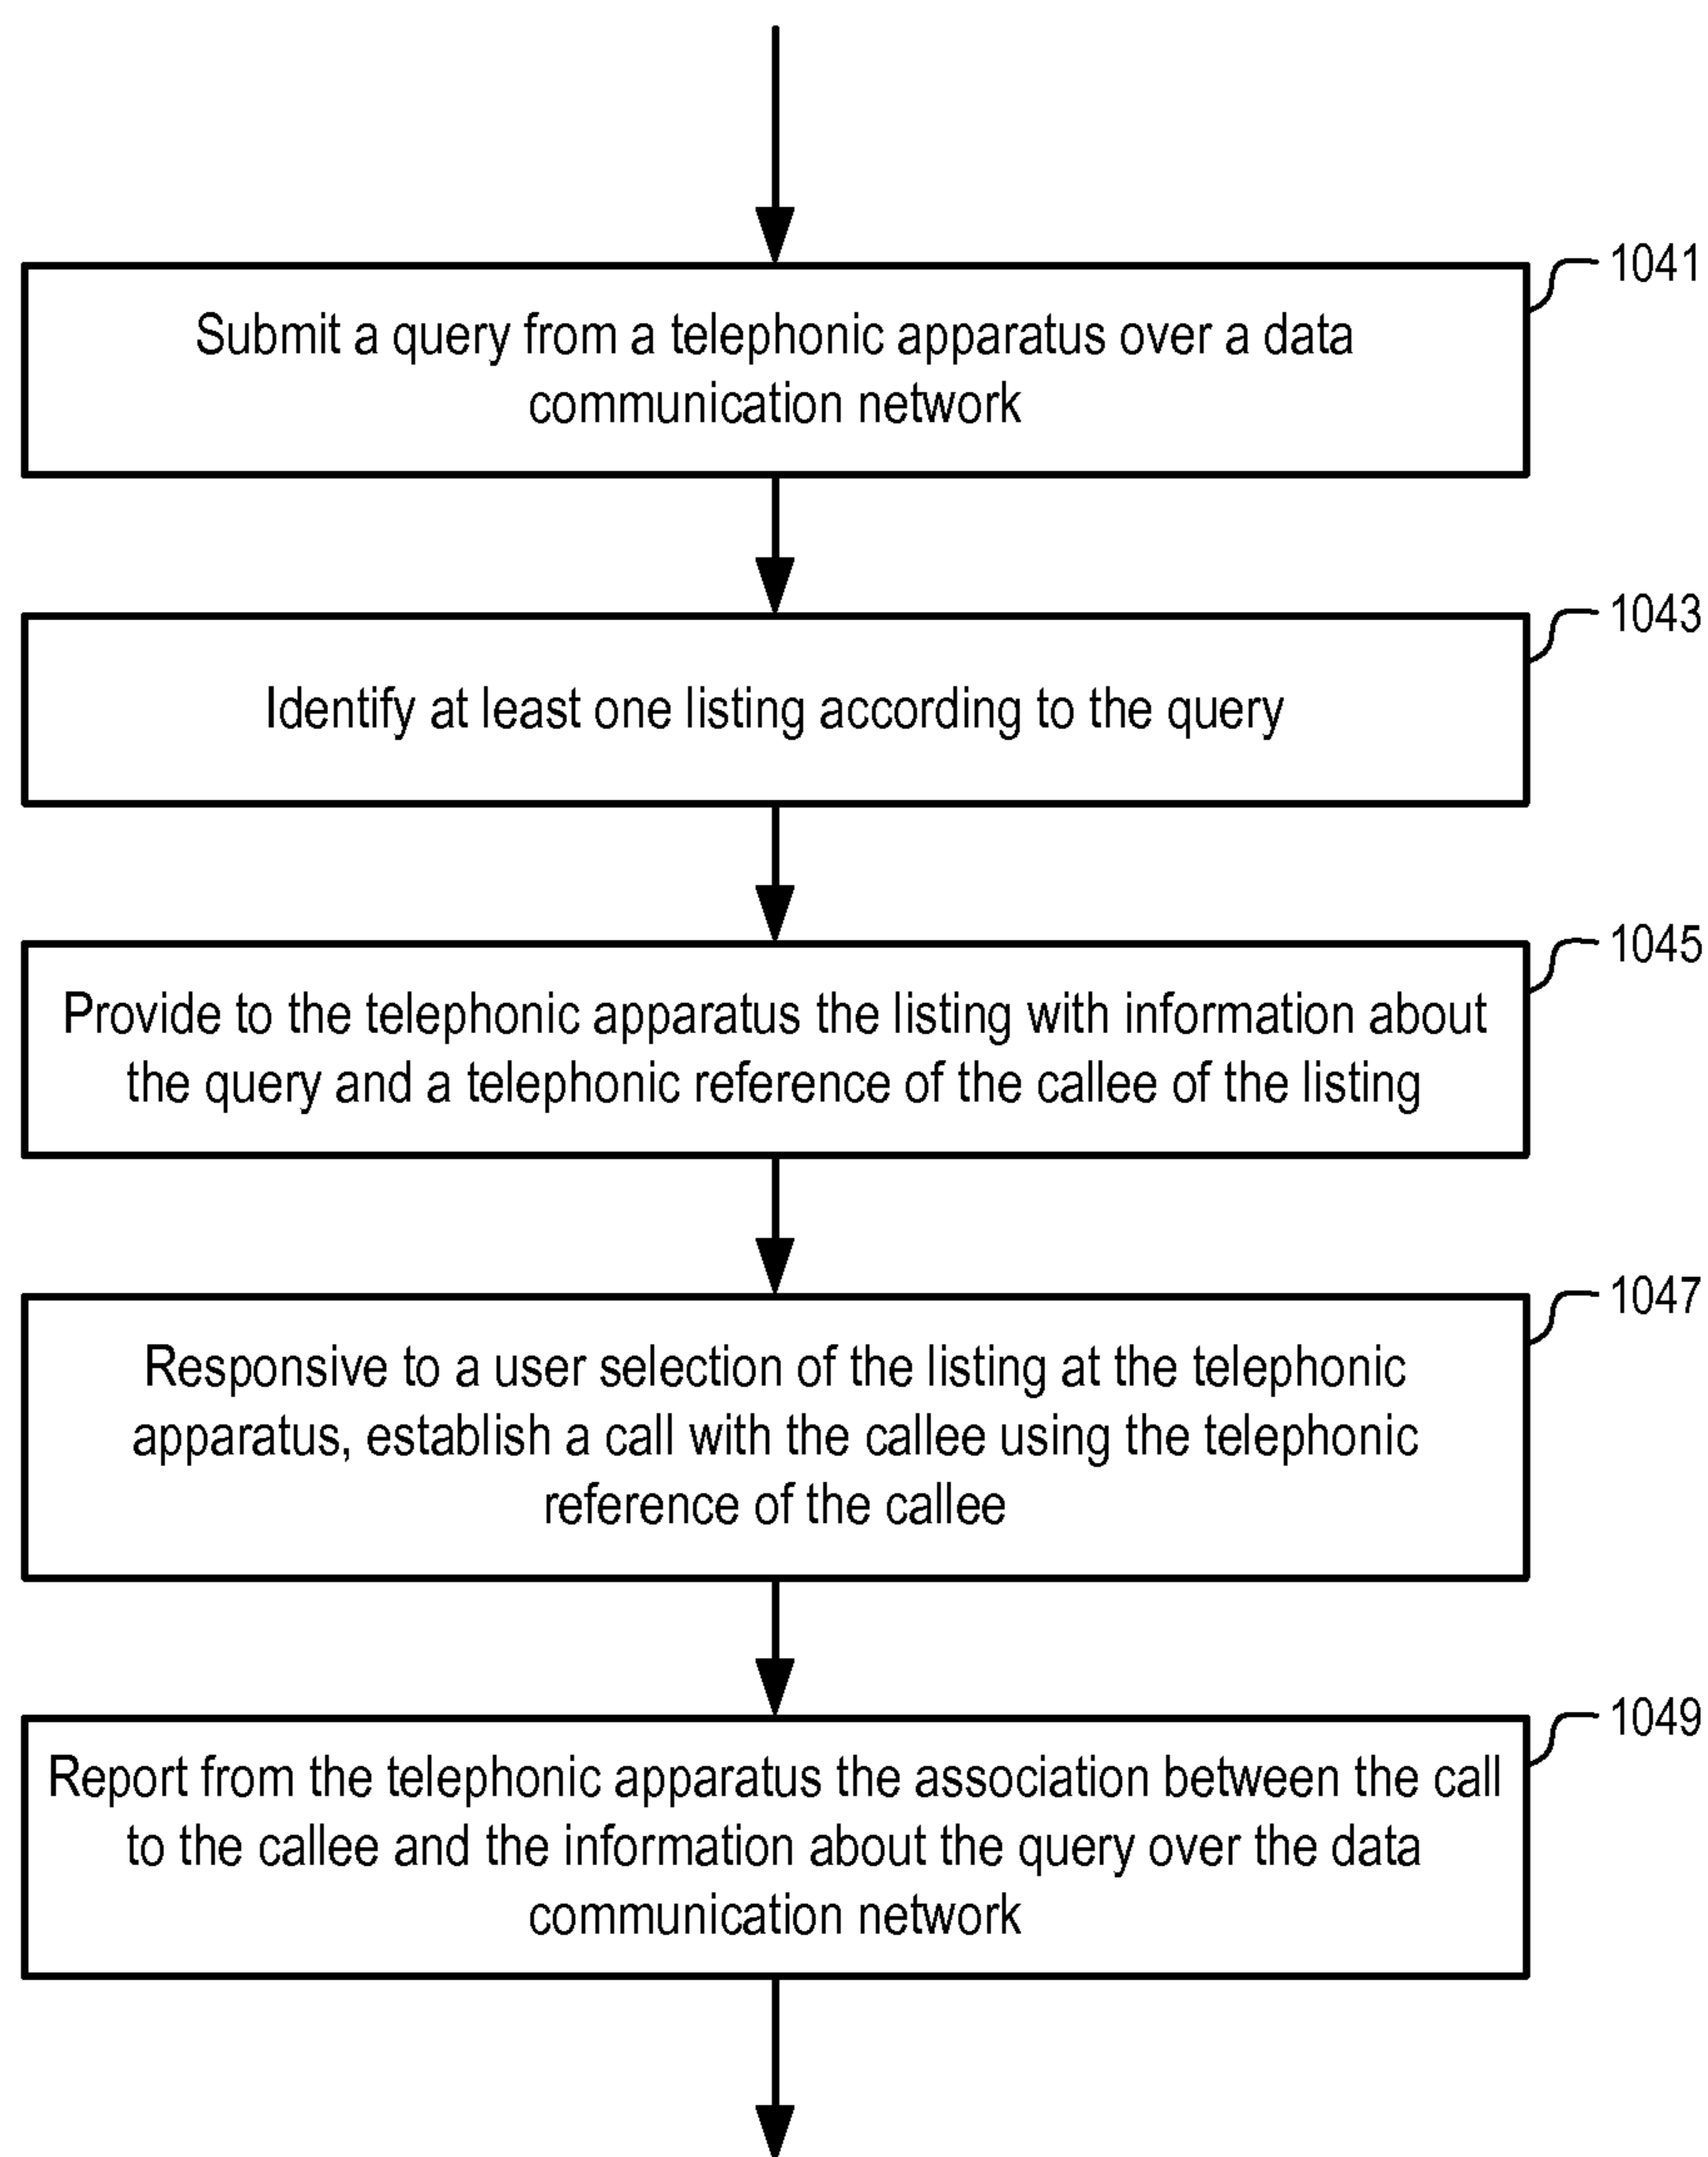 1041
Submit a query from a telephonic apparatus over a data
communication network
1043
Identify at least one listing according to the query
1045
Provide to the telephonic apparatus the listing with information about
the query and a telephonic reference of the callee of the listing
1047
Responsive to a user selection of the listing at the telephonic
apparatus, establish a call with the callee using the telephonic
reference of the callee
1049
Report from the telephonic apparatus the association between the call
to the callee and the information about the query over the data
communication network